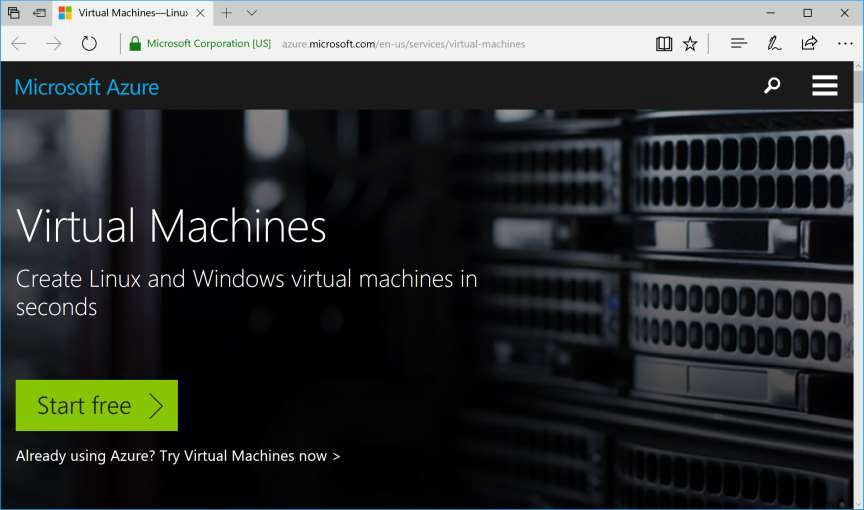 Virtual Machines—Linu
Microsoft Corporation [US] azure.microsoft.com/en-us/services/virtual-machines
Microsoft Azure
Virtual Machines
Create Linux and Windows virtual machines in
seconds
Start free
Already using Azure? Try Virtual Machines now >